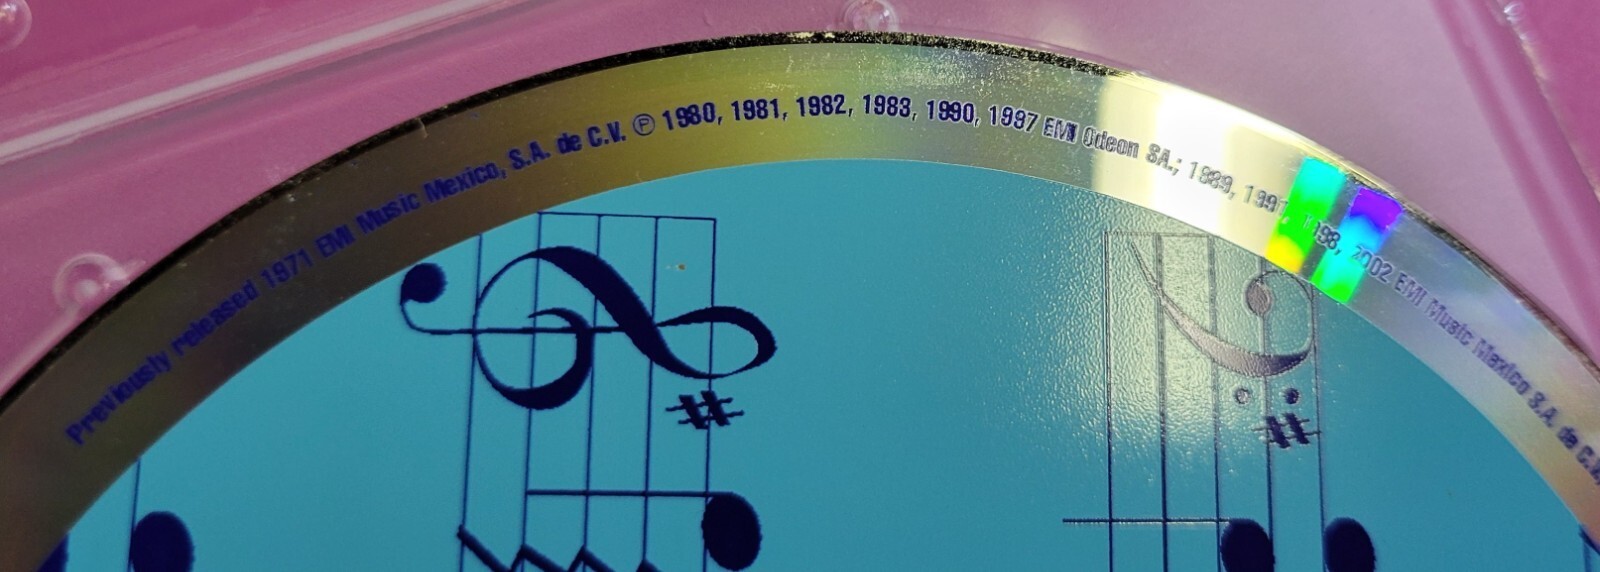 Previously released 1971 EMI Music Mexico, S.A. de C.V. ℗ 1980, 1981, 1982, 1983, 1990, 1997 EMI Odeon SA.; 1989, 1997, 1998, 2002 EMI Music Mexico S.A. de C.V.